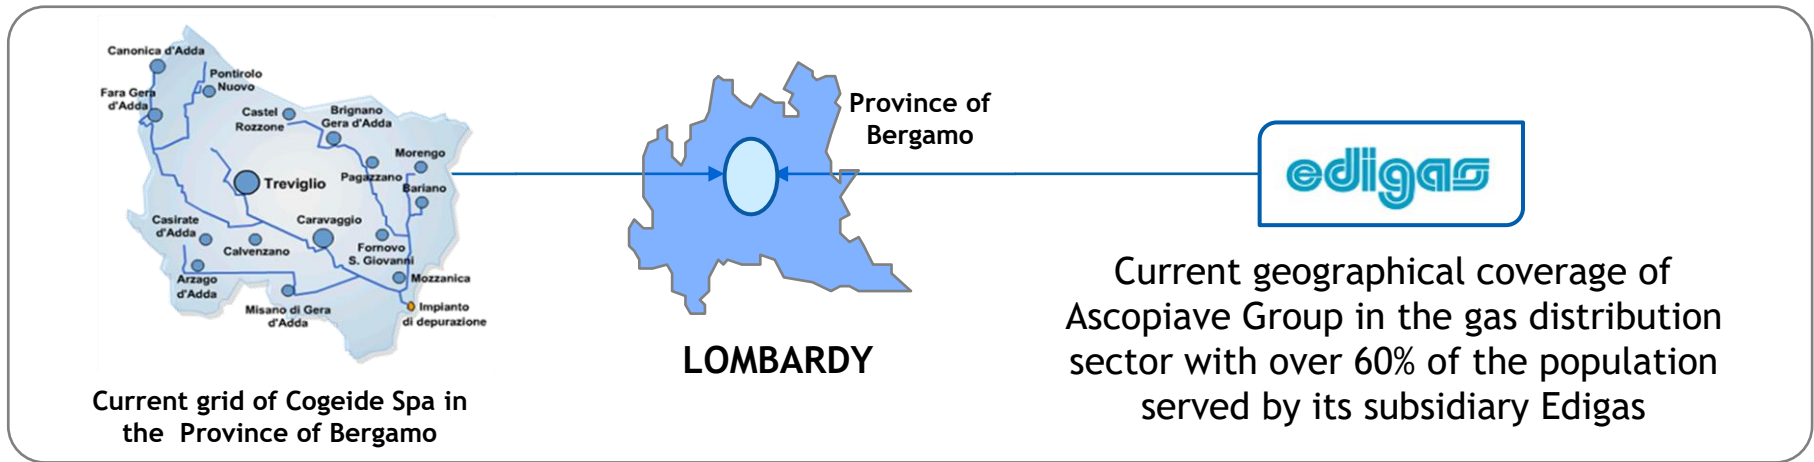 Canonica d'Adda
Pontirolo
Nuovo
Fara Gera
d'Adda
Castel
Rozzone
Brignano
Gera d'Adda
Morengo
Treviglio
Pagazzano
Bariano
Casirate
d'Adda
Caravaggio
Calvenzano
Fornovo
S. Giovanni
Arzago
d'Adda
Mozzanica
Misano di Gera
d'Adda
Impianto
di depurazione
Current grid of Cogeide Spa in
the Province of Bergamo
Province of
Bergamo
LOMBARDY
edigas
Current geographical coverage of
Ascopiave Group in the gas distribution
sector with over 60% of the population
served by its subsidiary Edigas